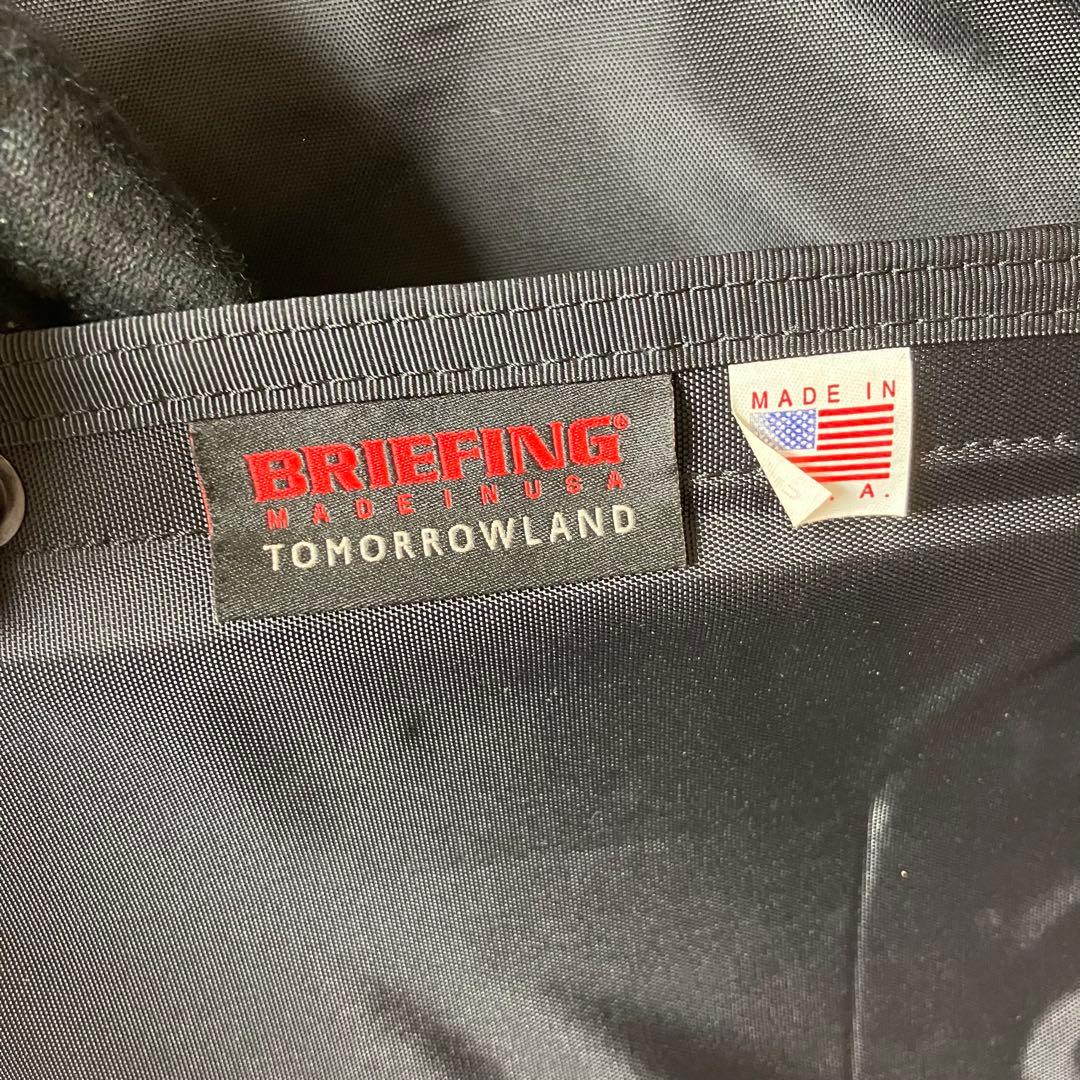 BRIEFING®
MADE IN USA
TOMORROWLAND
MADE IN
. A.